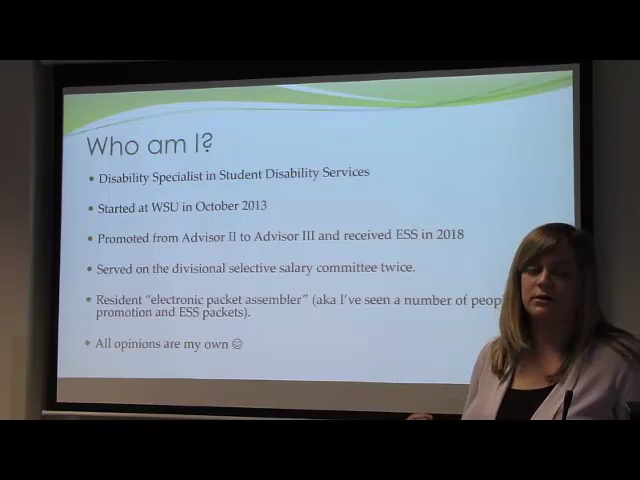 Who am I?
Disability Specialist in Student Disability Services
Started at WSU in October 2013
Promoted from Advisor II to Advisor III and received ESS in 2018
Served on the divisional selective salary committee twice.
Resident “electronic packet assembler” (aka I’ve seen a number of
promotion and ESS packets).
All opinions are my own ☺